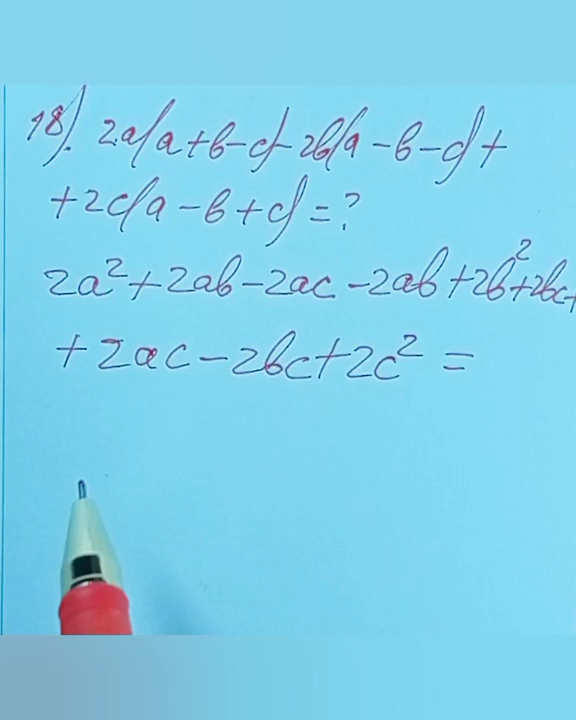 18). 2a(a+b-c)-2b(a-b-c)+
+2c(a-b+c)=?
2a²+2ab-2ac-2ab+2b²+2bc+
+2ac-2bc+2c²=